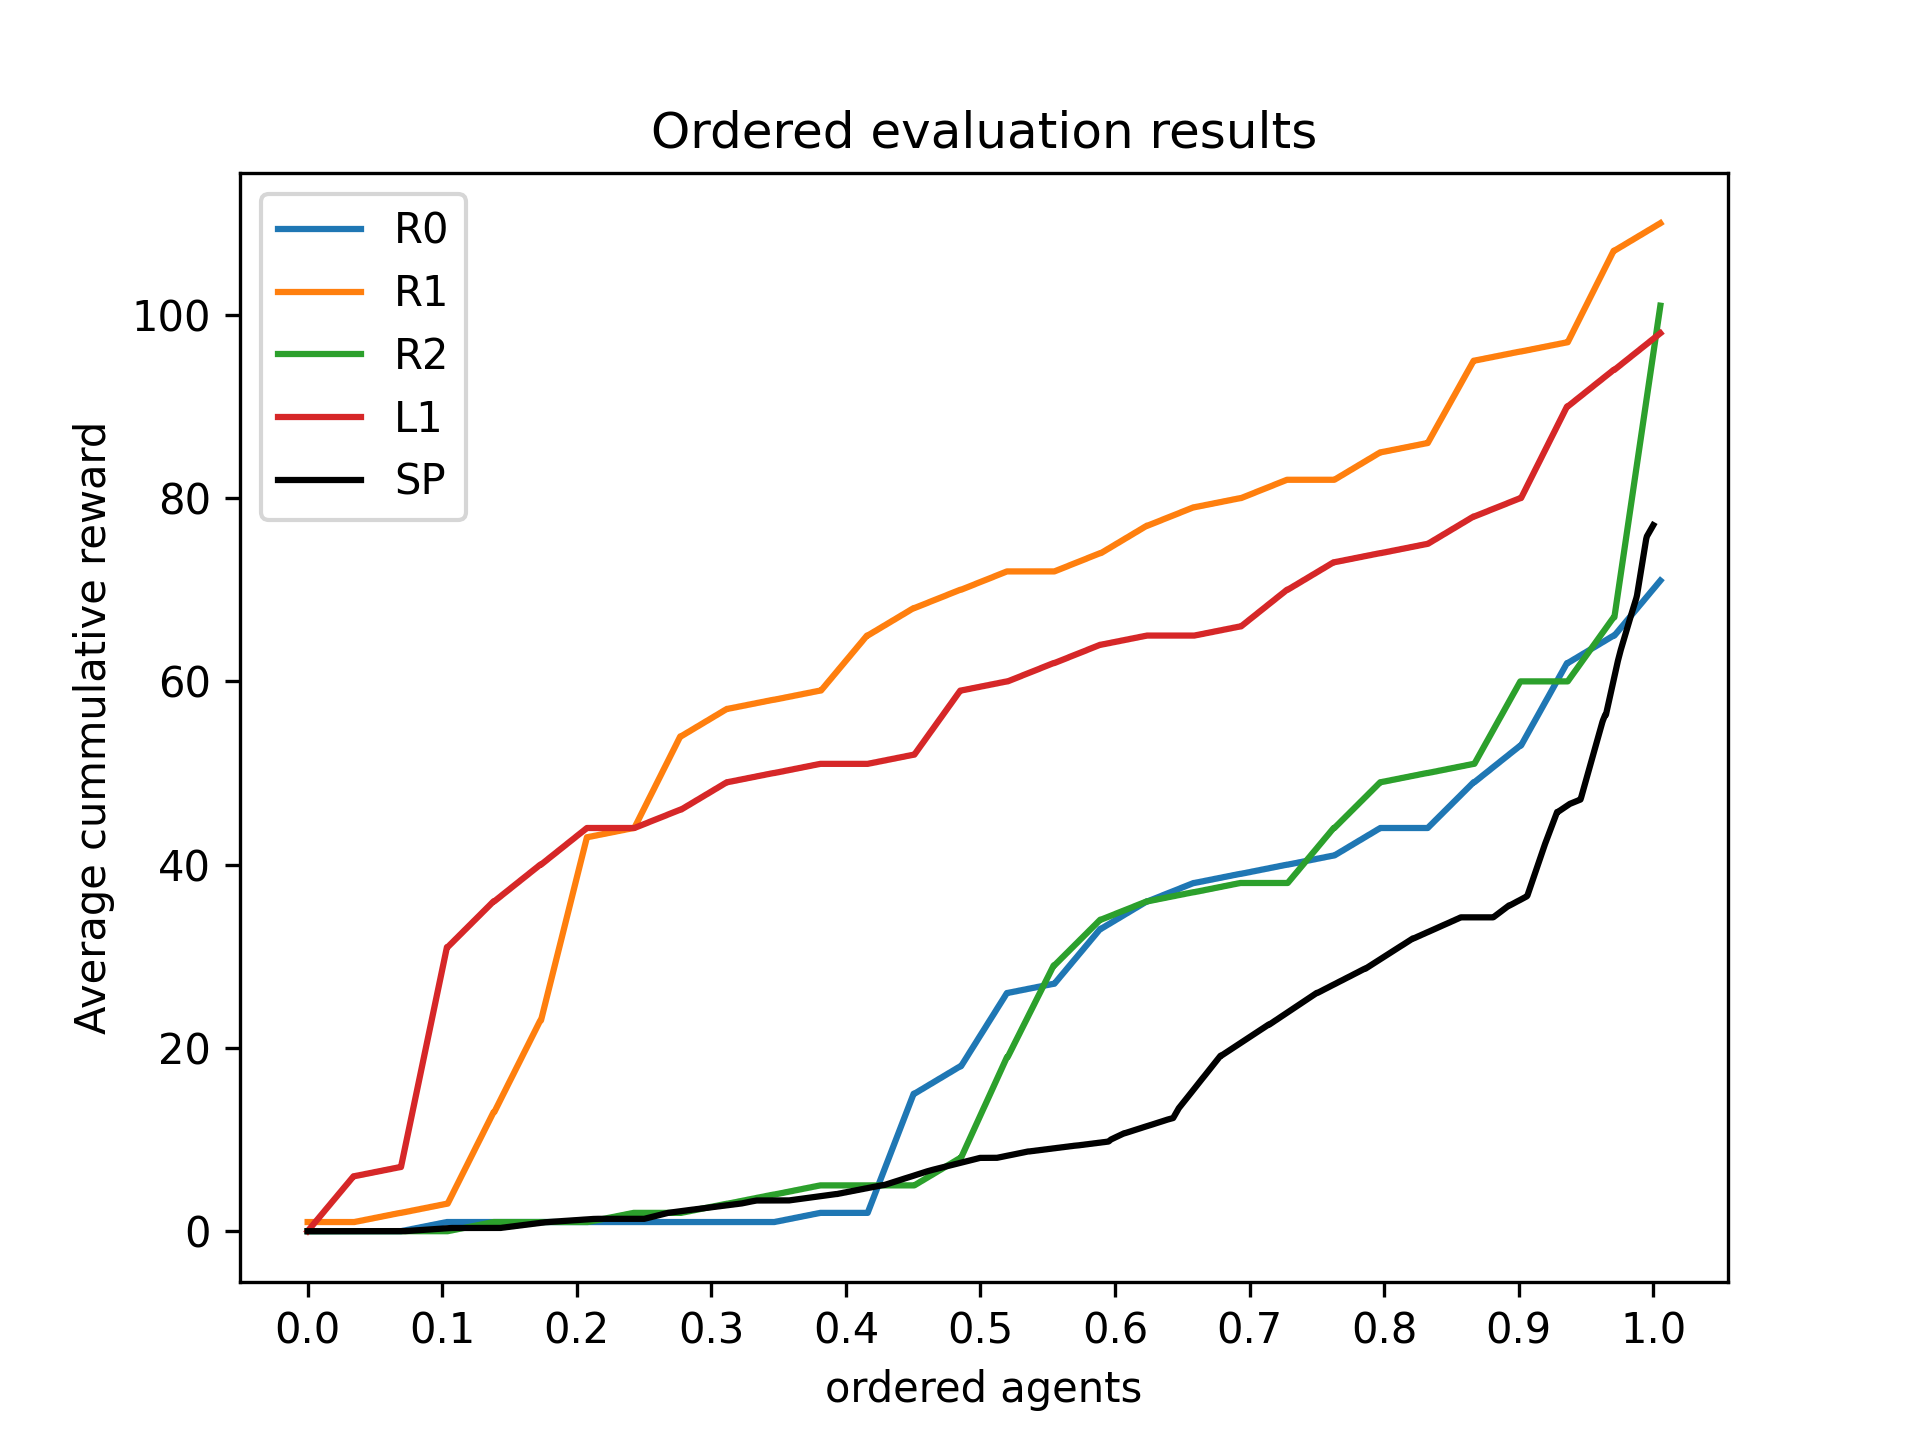 Ordered evaluation results
R0
R1
R2
L1
SP
Average cummulative reward
100
80
60
40
20
0
0.0 0.1 0.2 0.3 0.4 0.5 0.6 0.7 0.8 0.9 1.0
ordered agents